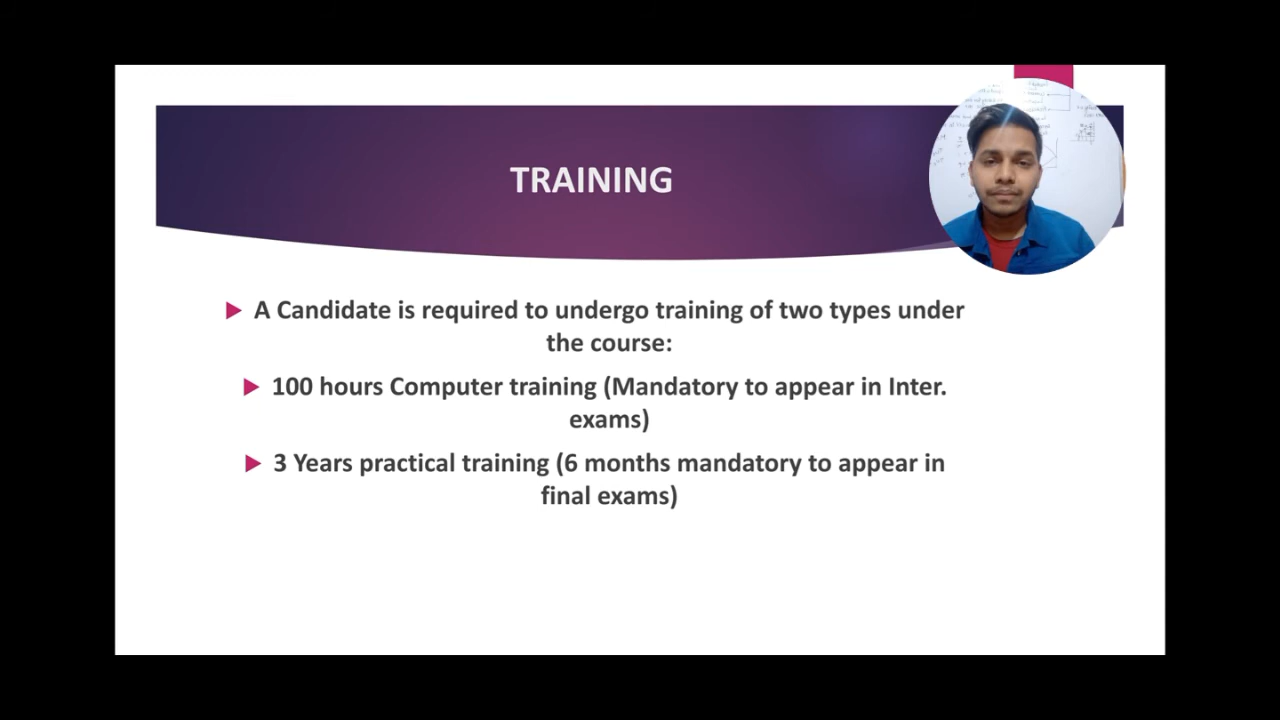 TRAINING
A Candidate is required to undergo training of two types under
the course:
100 hours Computer training (Mandatory to appear in Inter.
exams)
3 Years practical training (6 months mandatory to appear in
final exams)